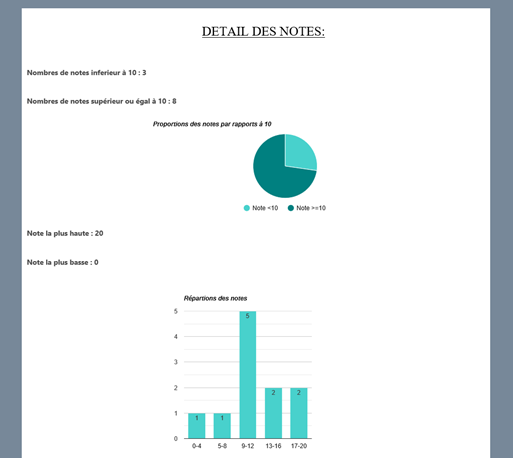 DETAIL DES NOTES:
Nombres de notes inferieur à 10 : 3
Nombres de notes supérieur ou égal à 10 : 8
Proportions des notes par rapports à 10
Note <10 Note >=10
Note la plus haute : 20
Note la plus basse : 0
Répartions des notes
5
5
4
3
2
2 2
1
1 1
0
0-4 5-8 9-12 13-16 17-20